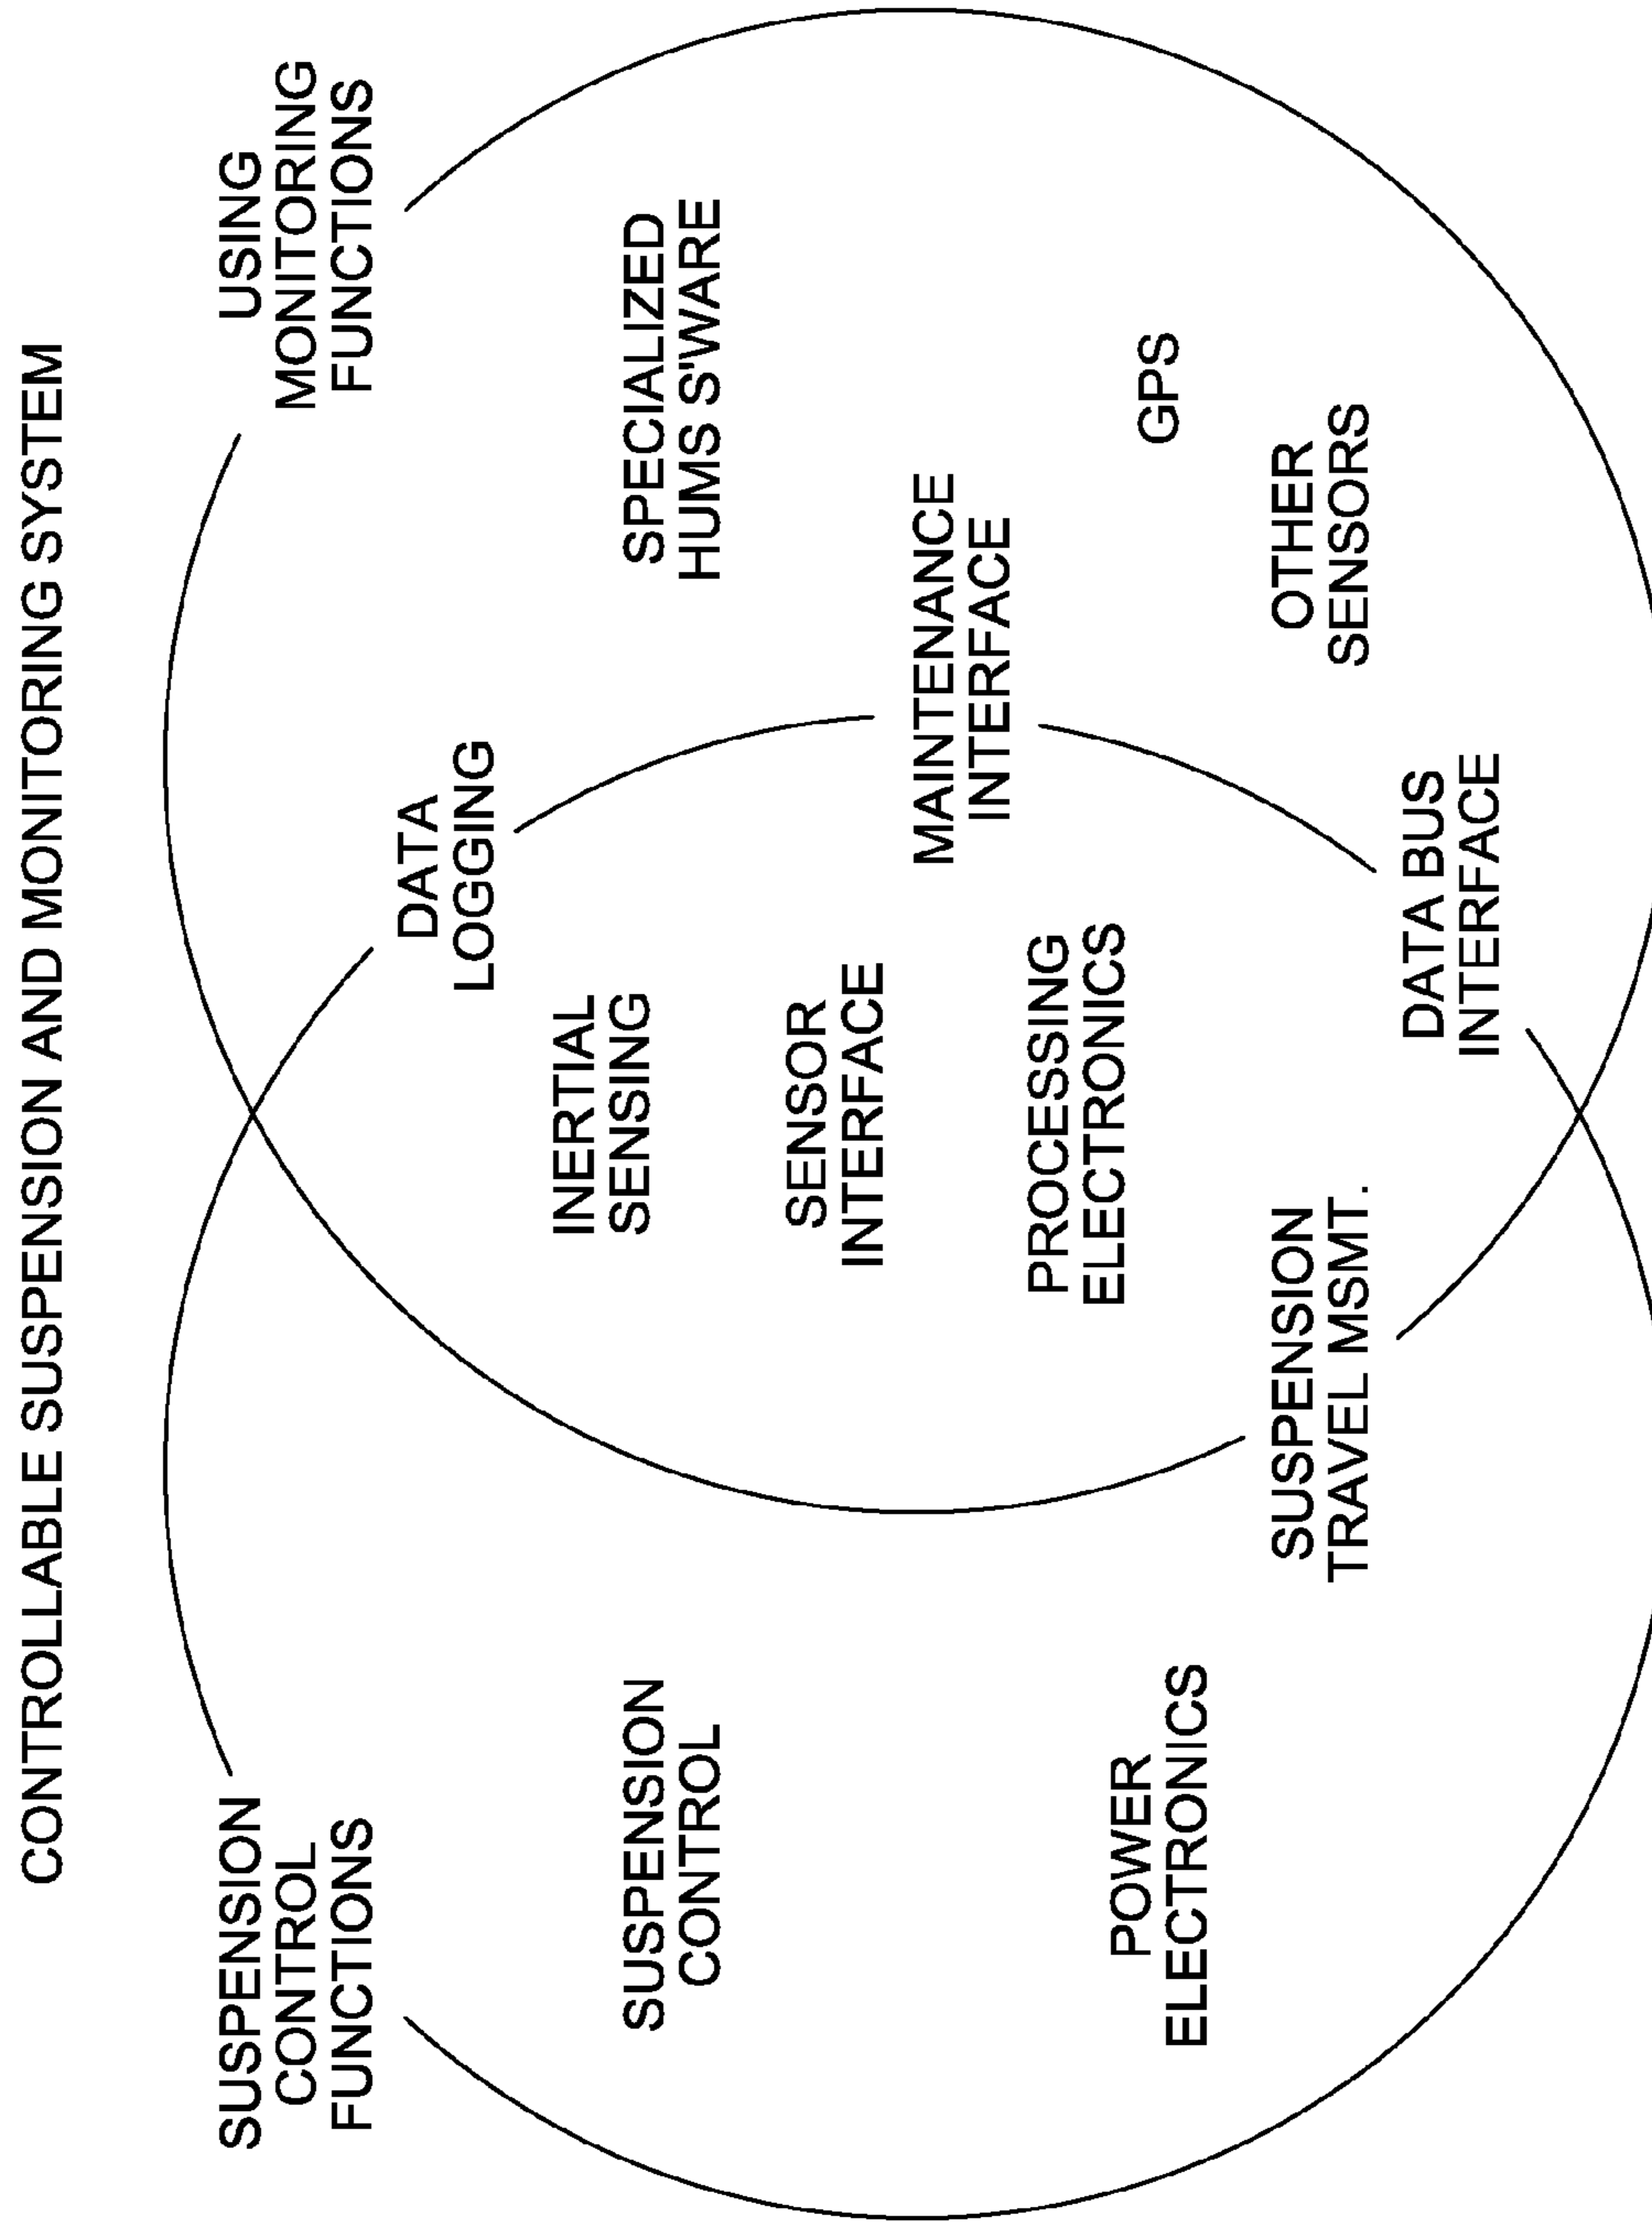 CONTROLLABLE SUSPENSION AND MONITORING SYSTEM
SUSPENSION
CONTROL
FUNCTIONS
USING
MONITORING
FUNCTIONS
DATA
LOGGING
SUSPENSION
CONTROL
INERTIAL
SENSING
SPECIALIZED
HUMS S'WARE
SENSOR
INTERFACE
MAINTENANCE
INTERFACE
PROCESSING
ELECTRONICS
POWER
ELECTRONICS
GPS
SUSPENSION
TRAVEL MSMT.
OTHER
SENSORS
DATA BUS
INTERFACE